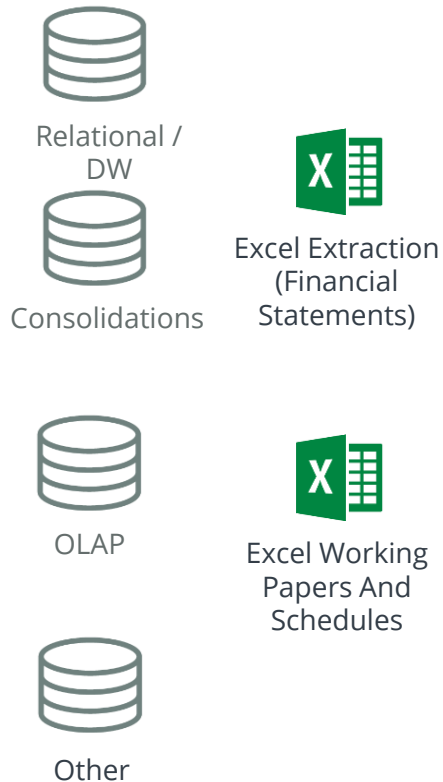 Relational /
DW
Consolidations
OLAP
Other
X
Excel Extraction
(Financial
Statements)
X
Excel Working
Papers And
Schedules